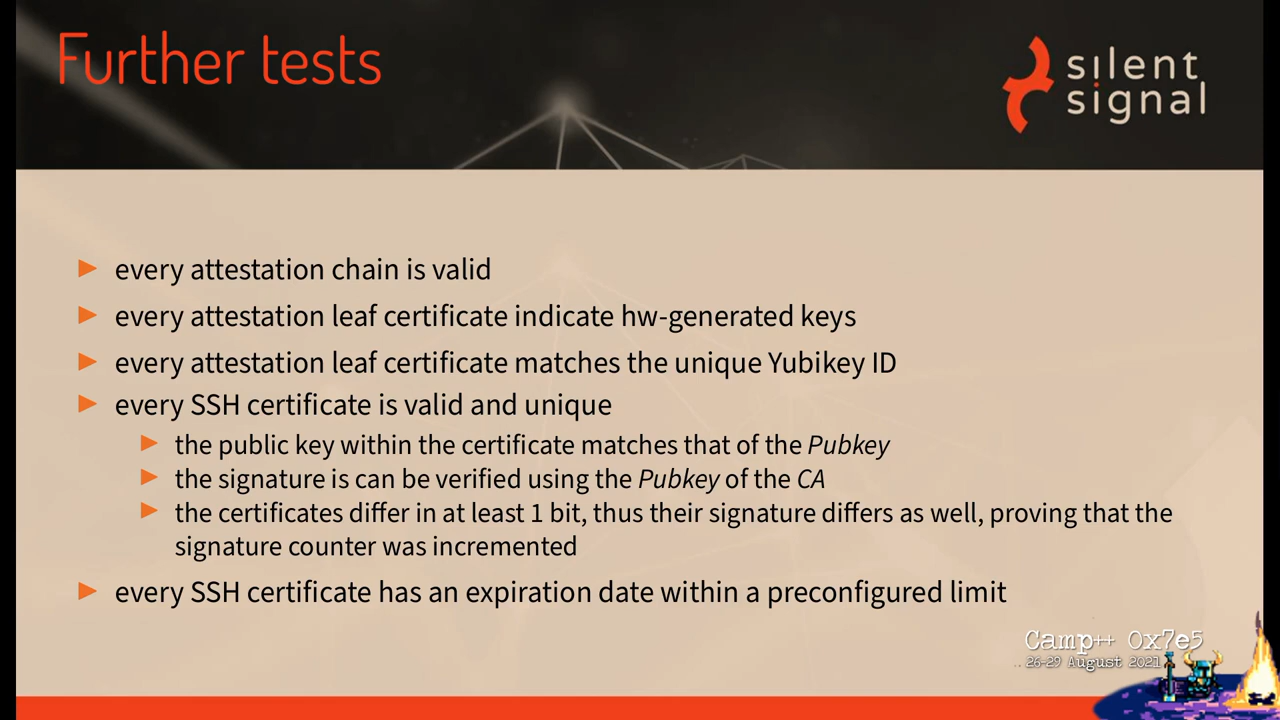 Further tests
silent
signal
every attestation chain is valid
every attestation leaf certificate indicate hw-generated keys
every attestation leaf certificate matches the unique Yubikey ID
every SSH certificate is valid and unique
the public key within the certificate matches that of the Pubkey
the signature is can be verified using the Pubkey of the CA
the certificates differ in at least 1 bit, thus their signature differs as well, proving that the
signature counter was incremented
every SSH certificate has an expiration date within a preconfigured limit
Camp++ 0x7e5
.. 26-29 August 2021